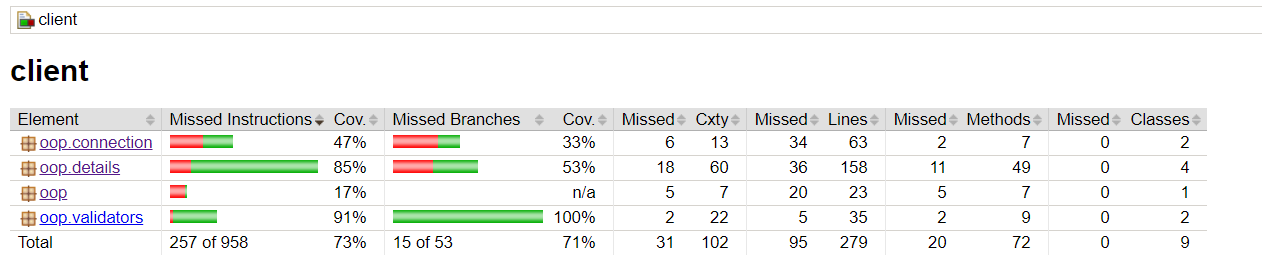 client
client
Element Missed Instructions Cov. Missed Branches Cov. Missed Cxty Missed Lines Missed Methods Missed Classes
oop.connection 47% 33% 6 13 34 63 2 7 0 2
oop.details 85% 53% 18 60 36 158 11 49 0 4
oop 17% n/a 5 7 20 23 5 7 0 1
oop.validators 91% 100% 2 22 5 35 2 9 0 2
Total 257 of 958 73% 15 of 53 71% 31 102 95 279 20 72 0 9